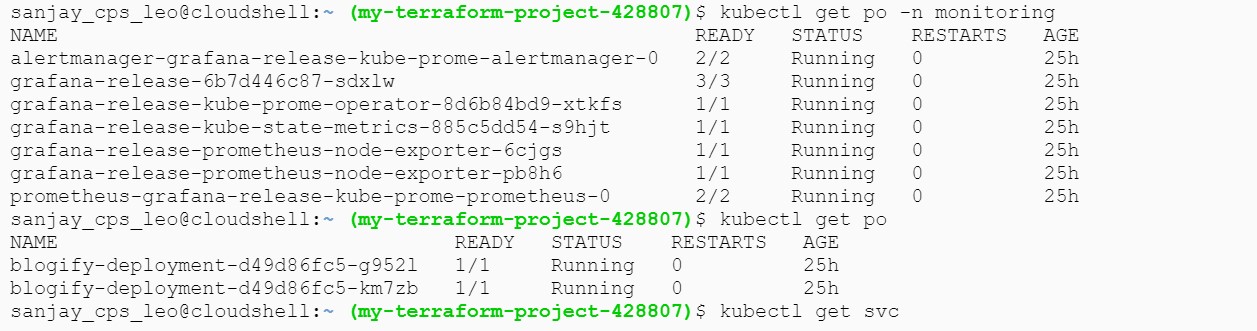 sanjay_cps_leo@cloudshell:~ (my-terraform-project-428807)$ kubectl get po -n monitoring
NAME READY STATUS RESTARTS AGE
alertmanager-grafana-release-kube-prome-alertmanager-0 2/2 Running 0 25h
grafana-release-6b7d446c87-sdxlw 3/3 Running 0 25h
grafana-release-kube-prome-operator-8d6b84bd9-xtkfs 1/1 Running 0 25h
grafana-release-kube-state-metrics-885c5dd54-s9hjt 1/1 Running 0 25h
grafana-release-prometheus-node-exporter-6cjgs 1/1 Running 0 25h
grafana-release-prometheus-node-exporter-pb8h6 1/1 Running 0 25h
prometheus-grafana-release-kube-prome-prometheus-0 2/2 Running 0 25h
sanjay_cps_leo@cloudshell:~ (my-terraform-project-428807)$ kubectl get po
NAME READY STATUS RESTARTS AGE
blogify-deployment-d49d86fc5-g952l 1/1 Running 0 25h
blogify-deployment-d49d86fc5-km7zb 1/1 Running 0 25h
sanjay_cps_leo@cloudshell:~ (my-terraform-project-428807)$ kubectl get svc